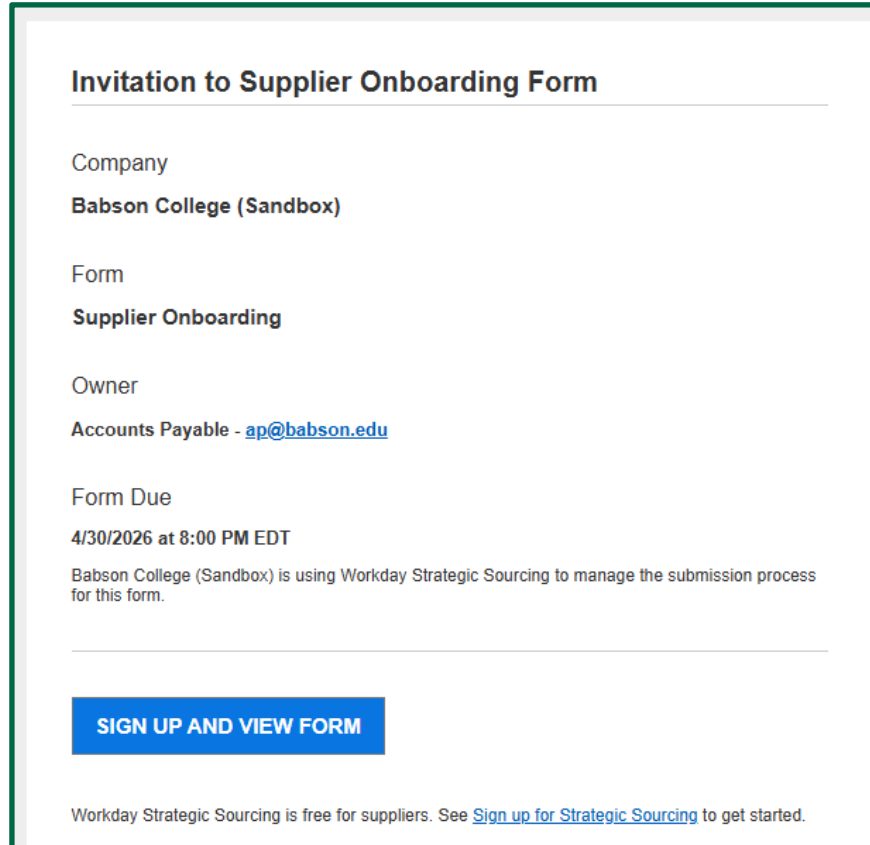 Invitation to Supplier Onboarding Form
Company
Babson College (Sandbox)
Form
Supplier Onboarding
Owner
Accounts Payable - ap@babson.edu
Form Due
4/30/2026 at 8:00 PM EDT
Babson College (Sandbox) is using Workday Strategic Sourcing to manage the submission process
for this form.
SIGN UP AND VIEW FORM
Workday Strategic Sourcing is free for suppliers. See Sign up for Strategic Sourcing to get started.